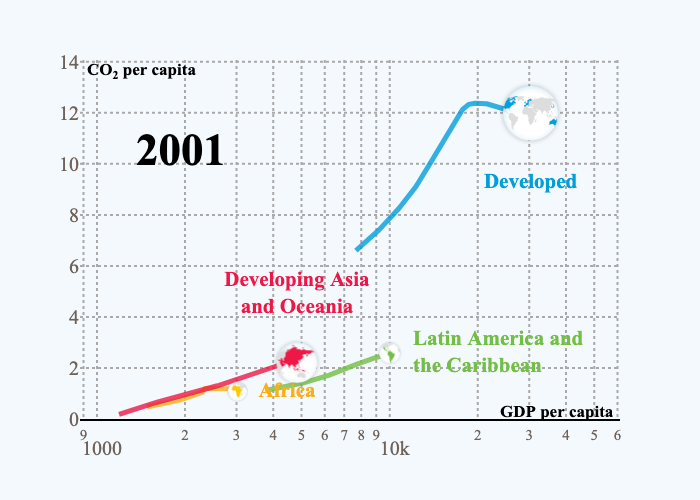 14
CO₂ per capita
12
2001
10
Developed
8
6
Developing Asia
and Oceania
4
Latin America and
the Caribbean
2
Africa
0
GDP per capita
9 2 3 4 5 6 7 8 9 2 3 4 5 6
1000 10k